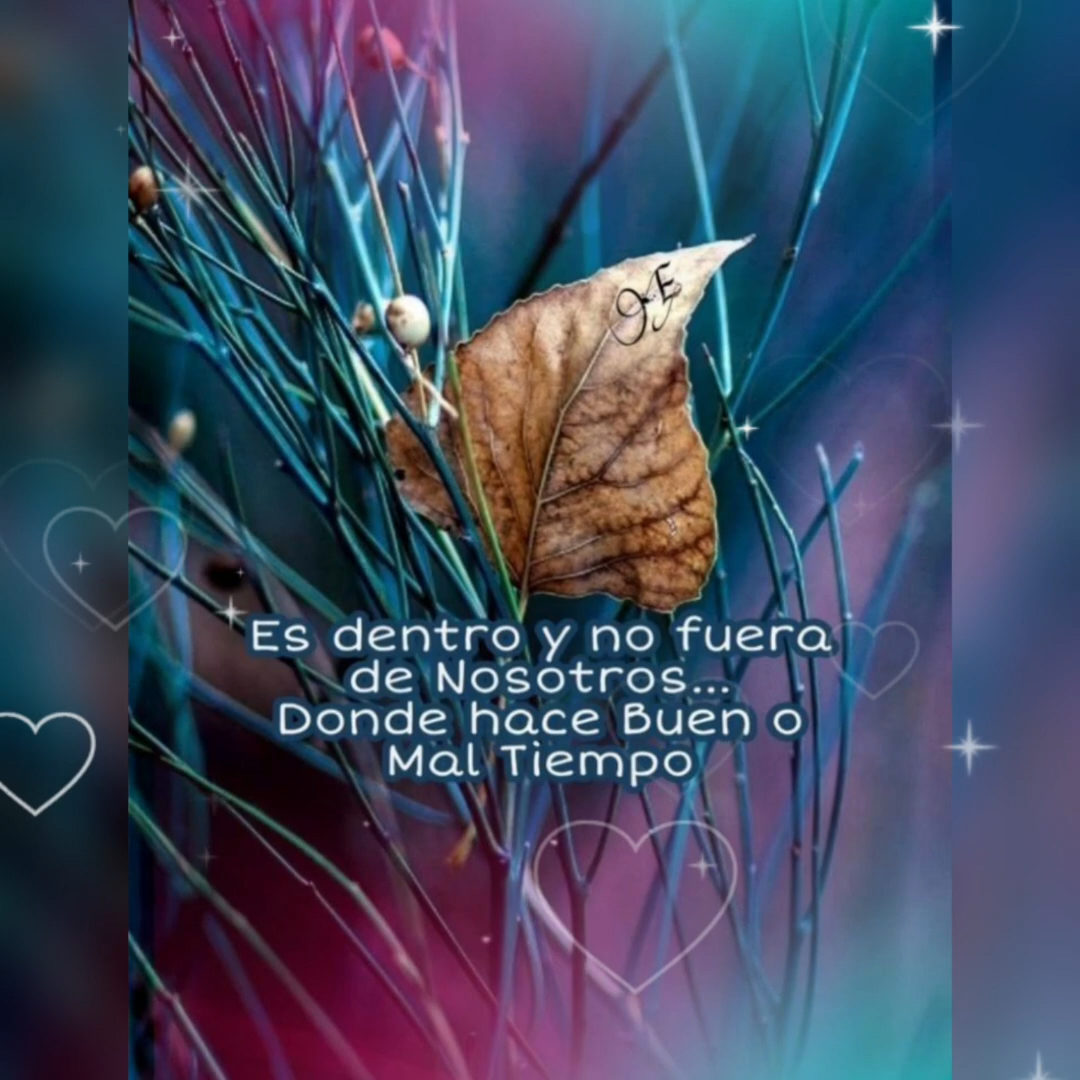 J&E
Es dentro y no fuera
de Nosotros...
Donde hace Buen o
Mal Tiempo